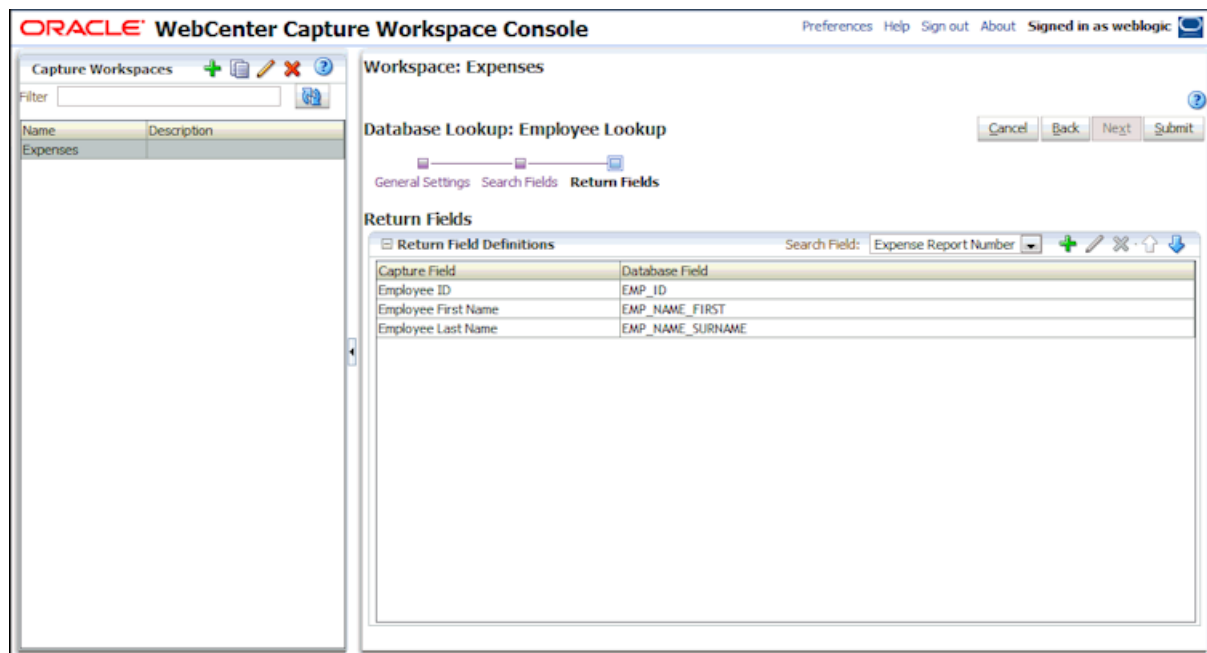 ORACLE WebCenter Capture Workspace Console
Preferences Help Sign out About Signed in as weblogic
Capture Workspaces
Filter
Name Description
Expenses
Workspace: Expenses
Database Lookup: Employee Lookup
Cancel Back Next Submit
General Settings Search Fields Return Fields
Return Fields
Return Field Definitions Search Field: Expense Report Number
Capture Field Database Field
Employee ID EMP_ID
Employee First Name EMP_NAME_FIRST
Employee Last Name EMP_NAME_SURNAME